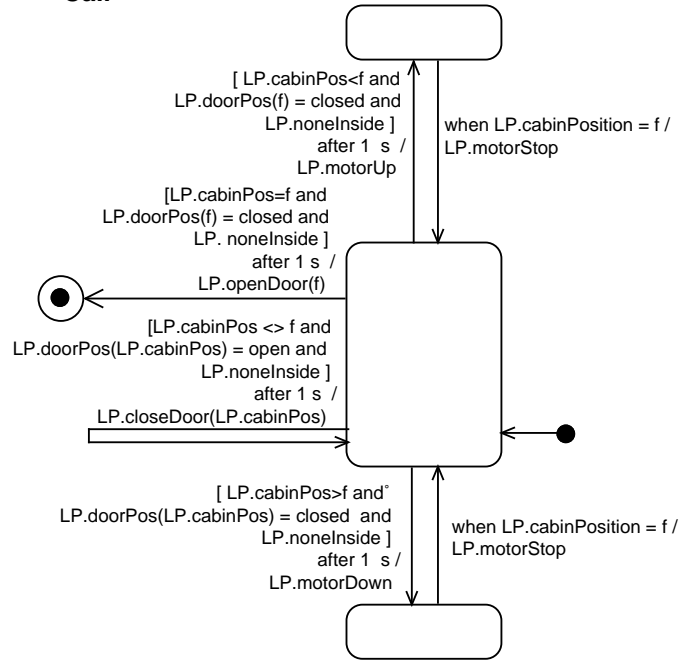 [ LP.cabinPos<f and
LP.doorPos(f) = closed and
LP.noneInside ]
after 1 s /
LP.motorUp
when LP.cabinPosition = f /
LP.motorStop
[LP.cabinPos=f and
LP.doorPos(f) = closed and
LP. noneInside ]
after 1 s /
LP.openDoor(f)
[LP.cabinPos <> f and
LP.doorPos(LP.cabinPos) = open and
LP.noneInside ]
after 1 s /
LP.closeDoor(LP.cabinPos)
[ LP.cabinPos>f and°
LP.doorPos(LP.cabinPos) = closed and
LP.noneInside ]
after 1 s /
LP.motorDown
when LP.cabinPosition = f /
LP.motorStop